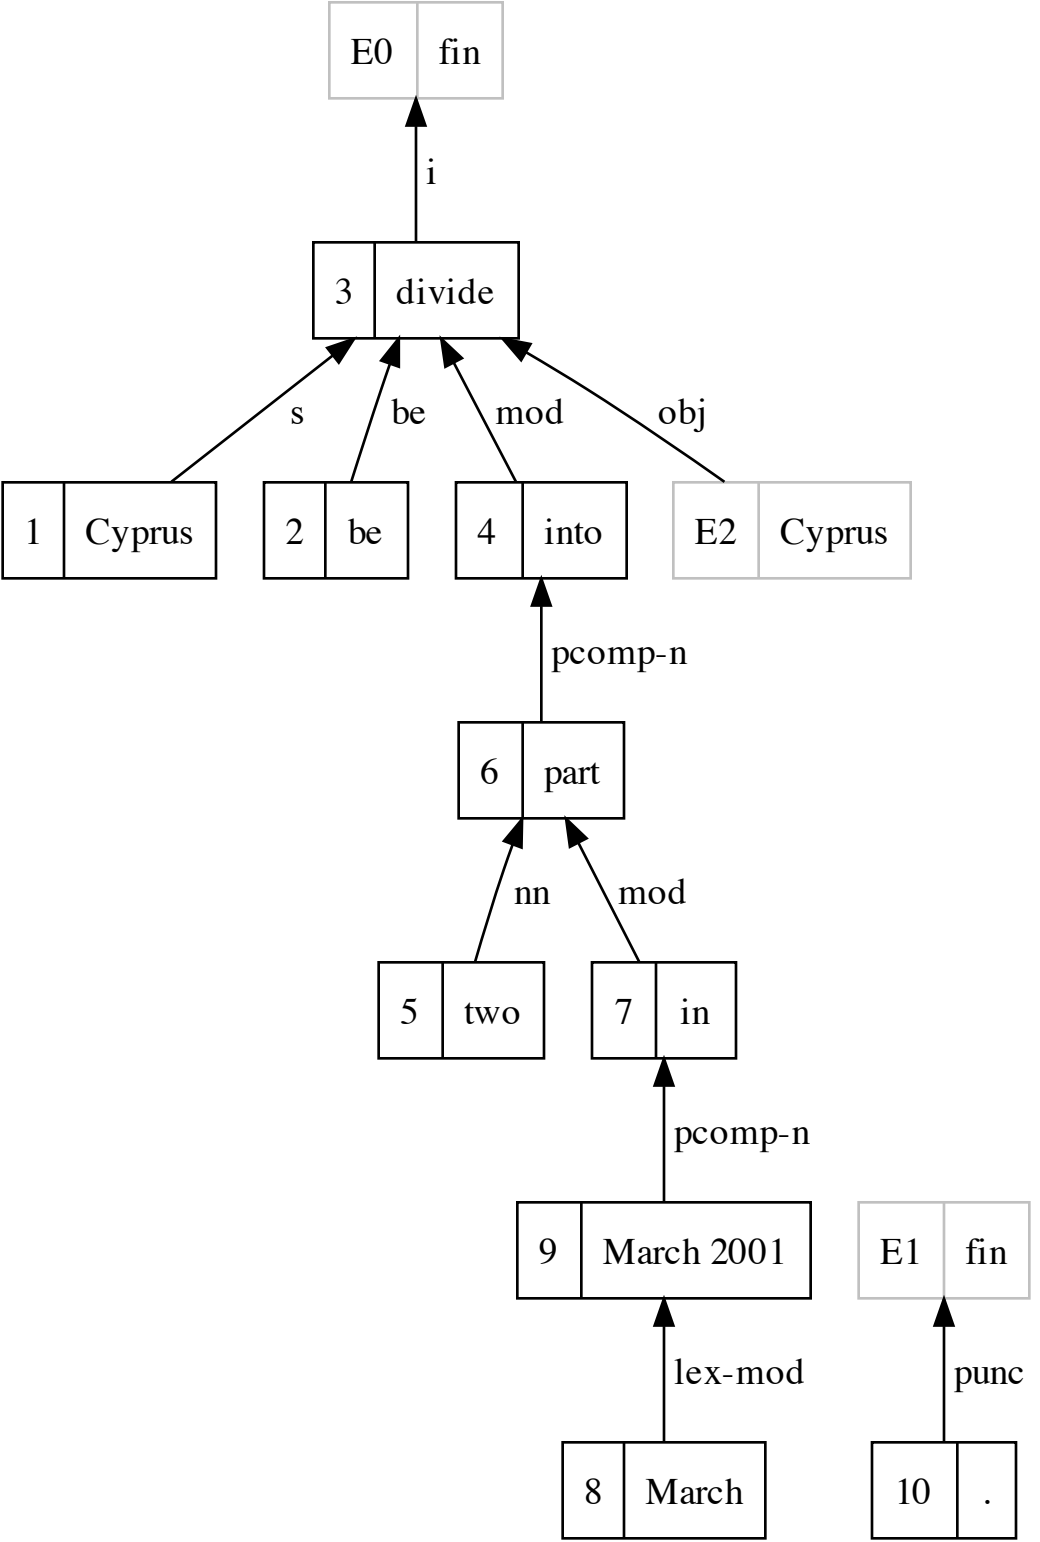 E0 fin
i
3 divide
s be mod obj
1 Cyprus 2 be 4 into E2 Cyprus
pcomp-n
6 part
nn mod
5 two 7 in
pcomp-n
9 March 2001 E1 fin
lex-mod punc
8 March 10 .